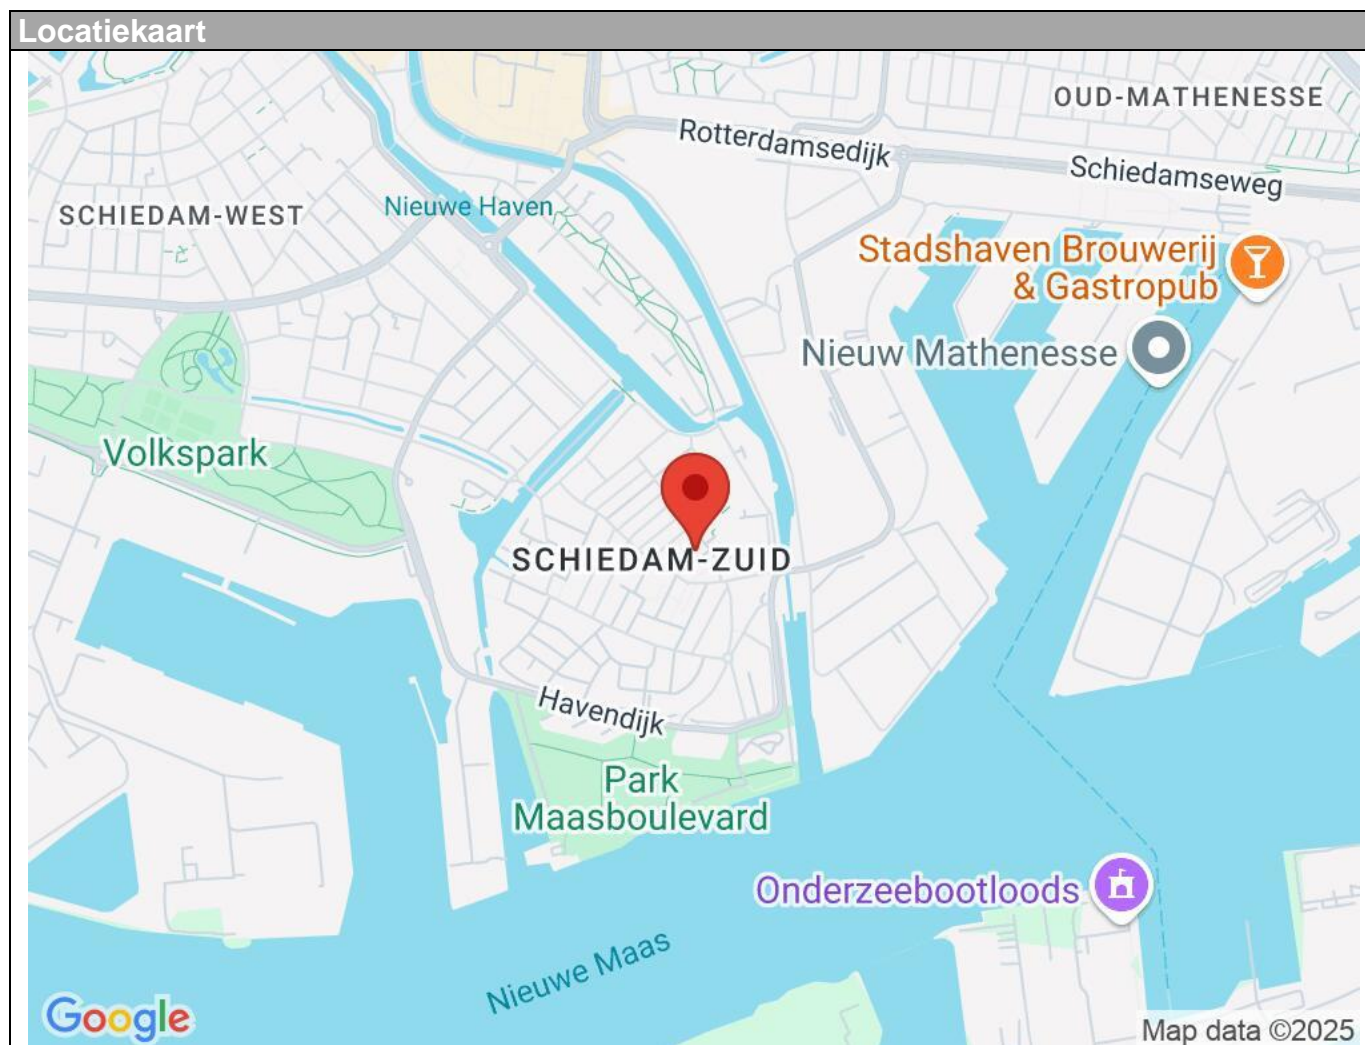 Locatiekaart
OUD-MATHENESSE
Rotterdamsedijk
Schiedamseweg
SCHIEDAM-WEST
Nieuwe Haven
Stadshaven Brouwerij
& Gastropub
Nieuw Mathenesse
Volkspark
SCHIEDAM-ZUID
Havendijk
Park
Maasboulevard
Onderzeebootloods
Nieuwe Maas
Google
Map data ©2025